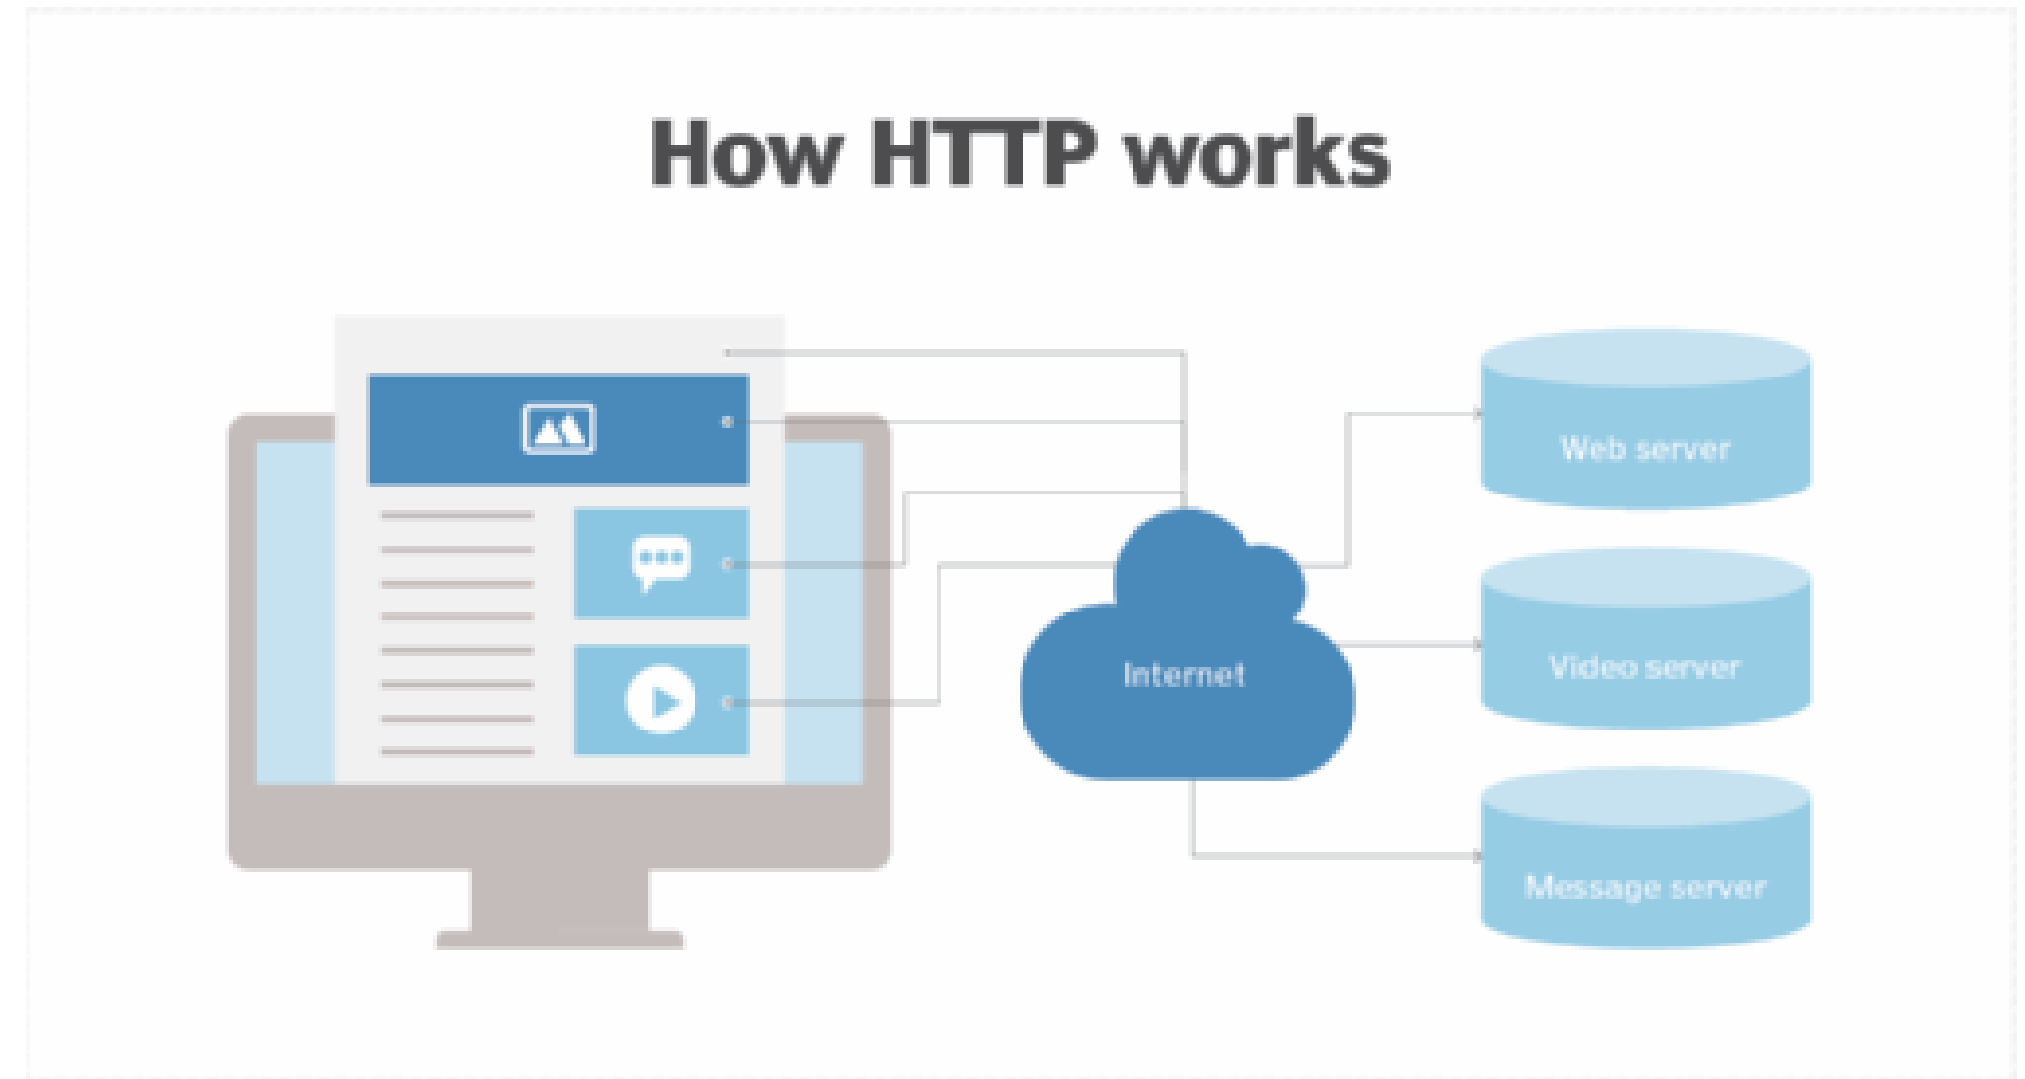 How HTTP works
Web server
Video server
Internet
Message server